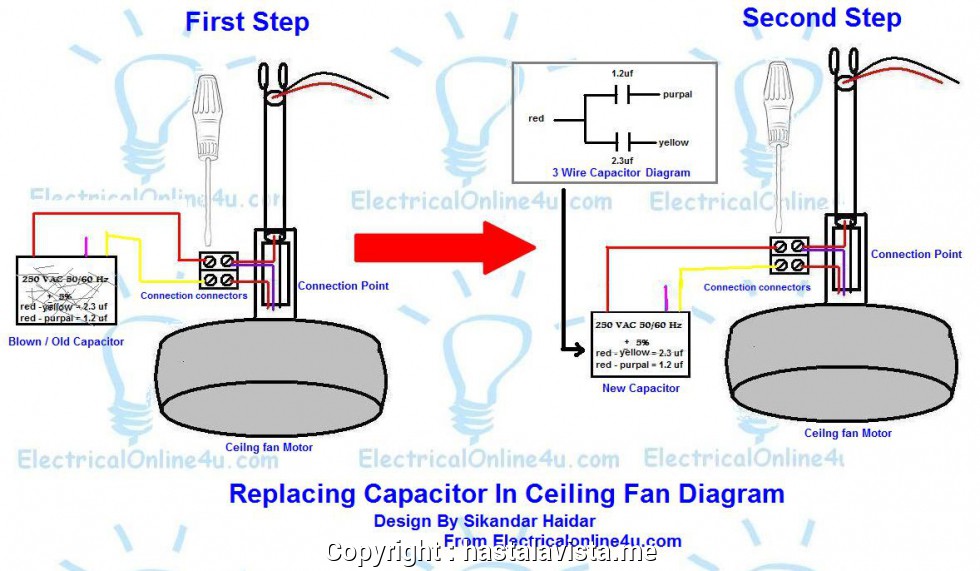 First Step
Second Step
1.2uf
purpal
red
yellow
2.3uf
3 Wire Capacitor Diagram
ElectricalOnline4u.com
ElectricalOnline4u.com
250 VAC 50/60 Hz
+ 5%
red -yellow = 2.3 uf
red - purpal = 1.2 uf
Blown / Old Capacitor
Connection connectors
Connection Point
Ceilng fan Motor
Connection Point
Connection connectors
250 VAC 50/60 Hz
+ 5%
red - yellow = 2.3 uf
red - purpal = 1.2 uf
New Capacitor
Ceilng fan Motor
ElectricalOnline4u.com
ElectricalOnline4u.com
Replacing Capacitor In Ceiling Fan Diagram
Design By Sikandar Haidar
From Electricalonline4u.com
Copyright : hastalavista.me